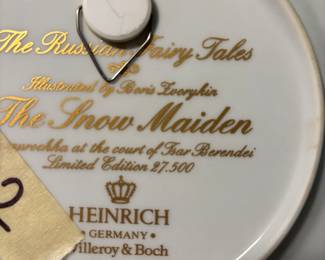 The Russian Fairy Tales
Illustrated by Boris Zvorykin
The Snow Maiden
at the court of Tsar Berendei
Limited Edition 27.500
HEINRICH
· GERMANY ·
Villeroy & Boch